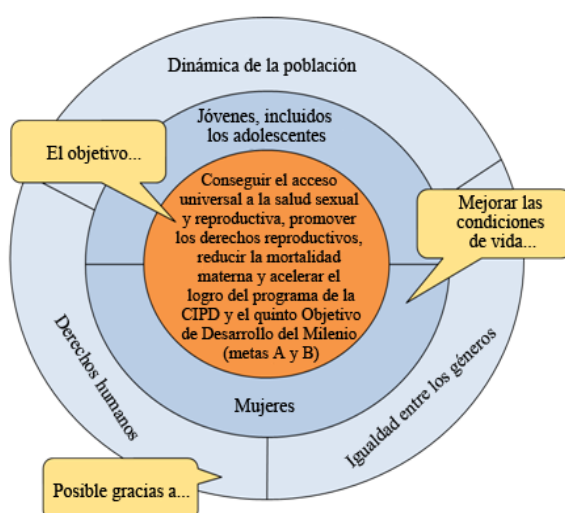 Dinámica de la población
Jóvenes, incluidos
los adolescentes
El objetivo...
Conseguir el acceso
universal a la salud sexual
y reproductiva, promover
los derechos reproductivos,
reducir la mortalidad
materna y acelerar el
logro del programa de la
CIPD y el quinto Objetivo
de Desarrollo del Milenio
(metas A y B)
Mejorar las
condiciones
de vida...
Derechos humanos
Mujeres
Igualdad entre los géneros
Posible gracias a...